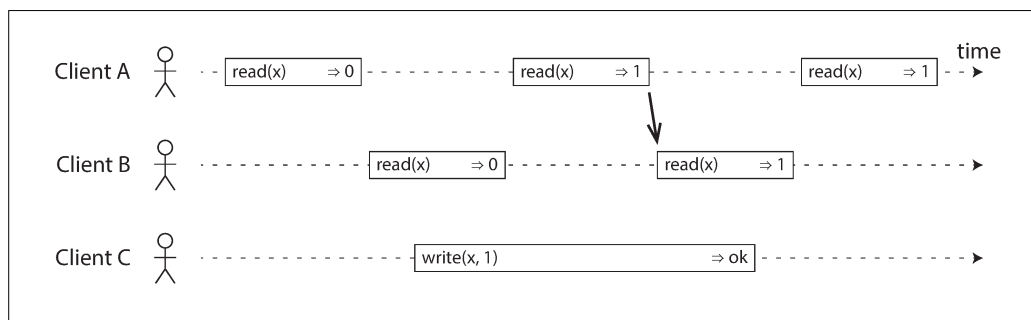 time
Client A read(x) ⇒ 0 read(x) ⇒ 1 read(x) ⇒ 1
Client B read(x) ⇒ 0 read(x) ⇒ 1
Client C write(x, 1) ⇒ ok